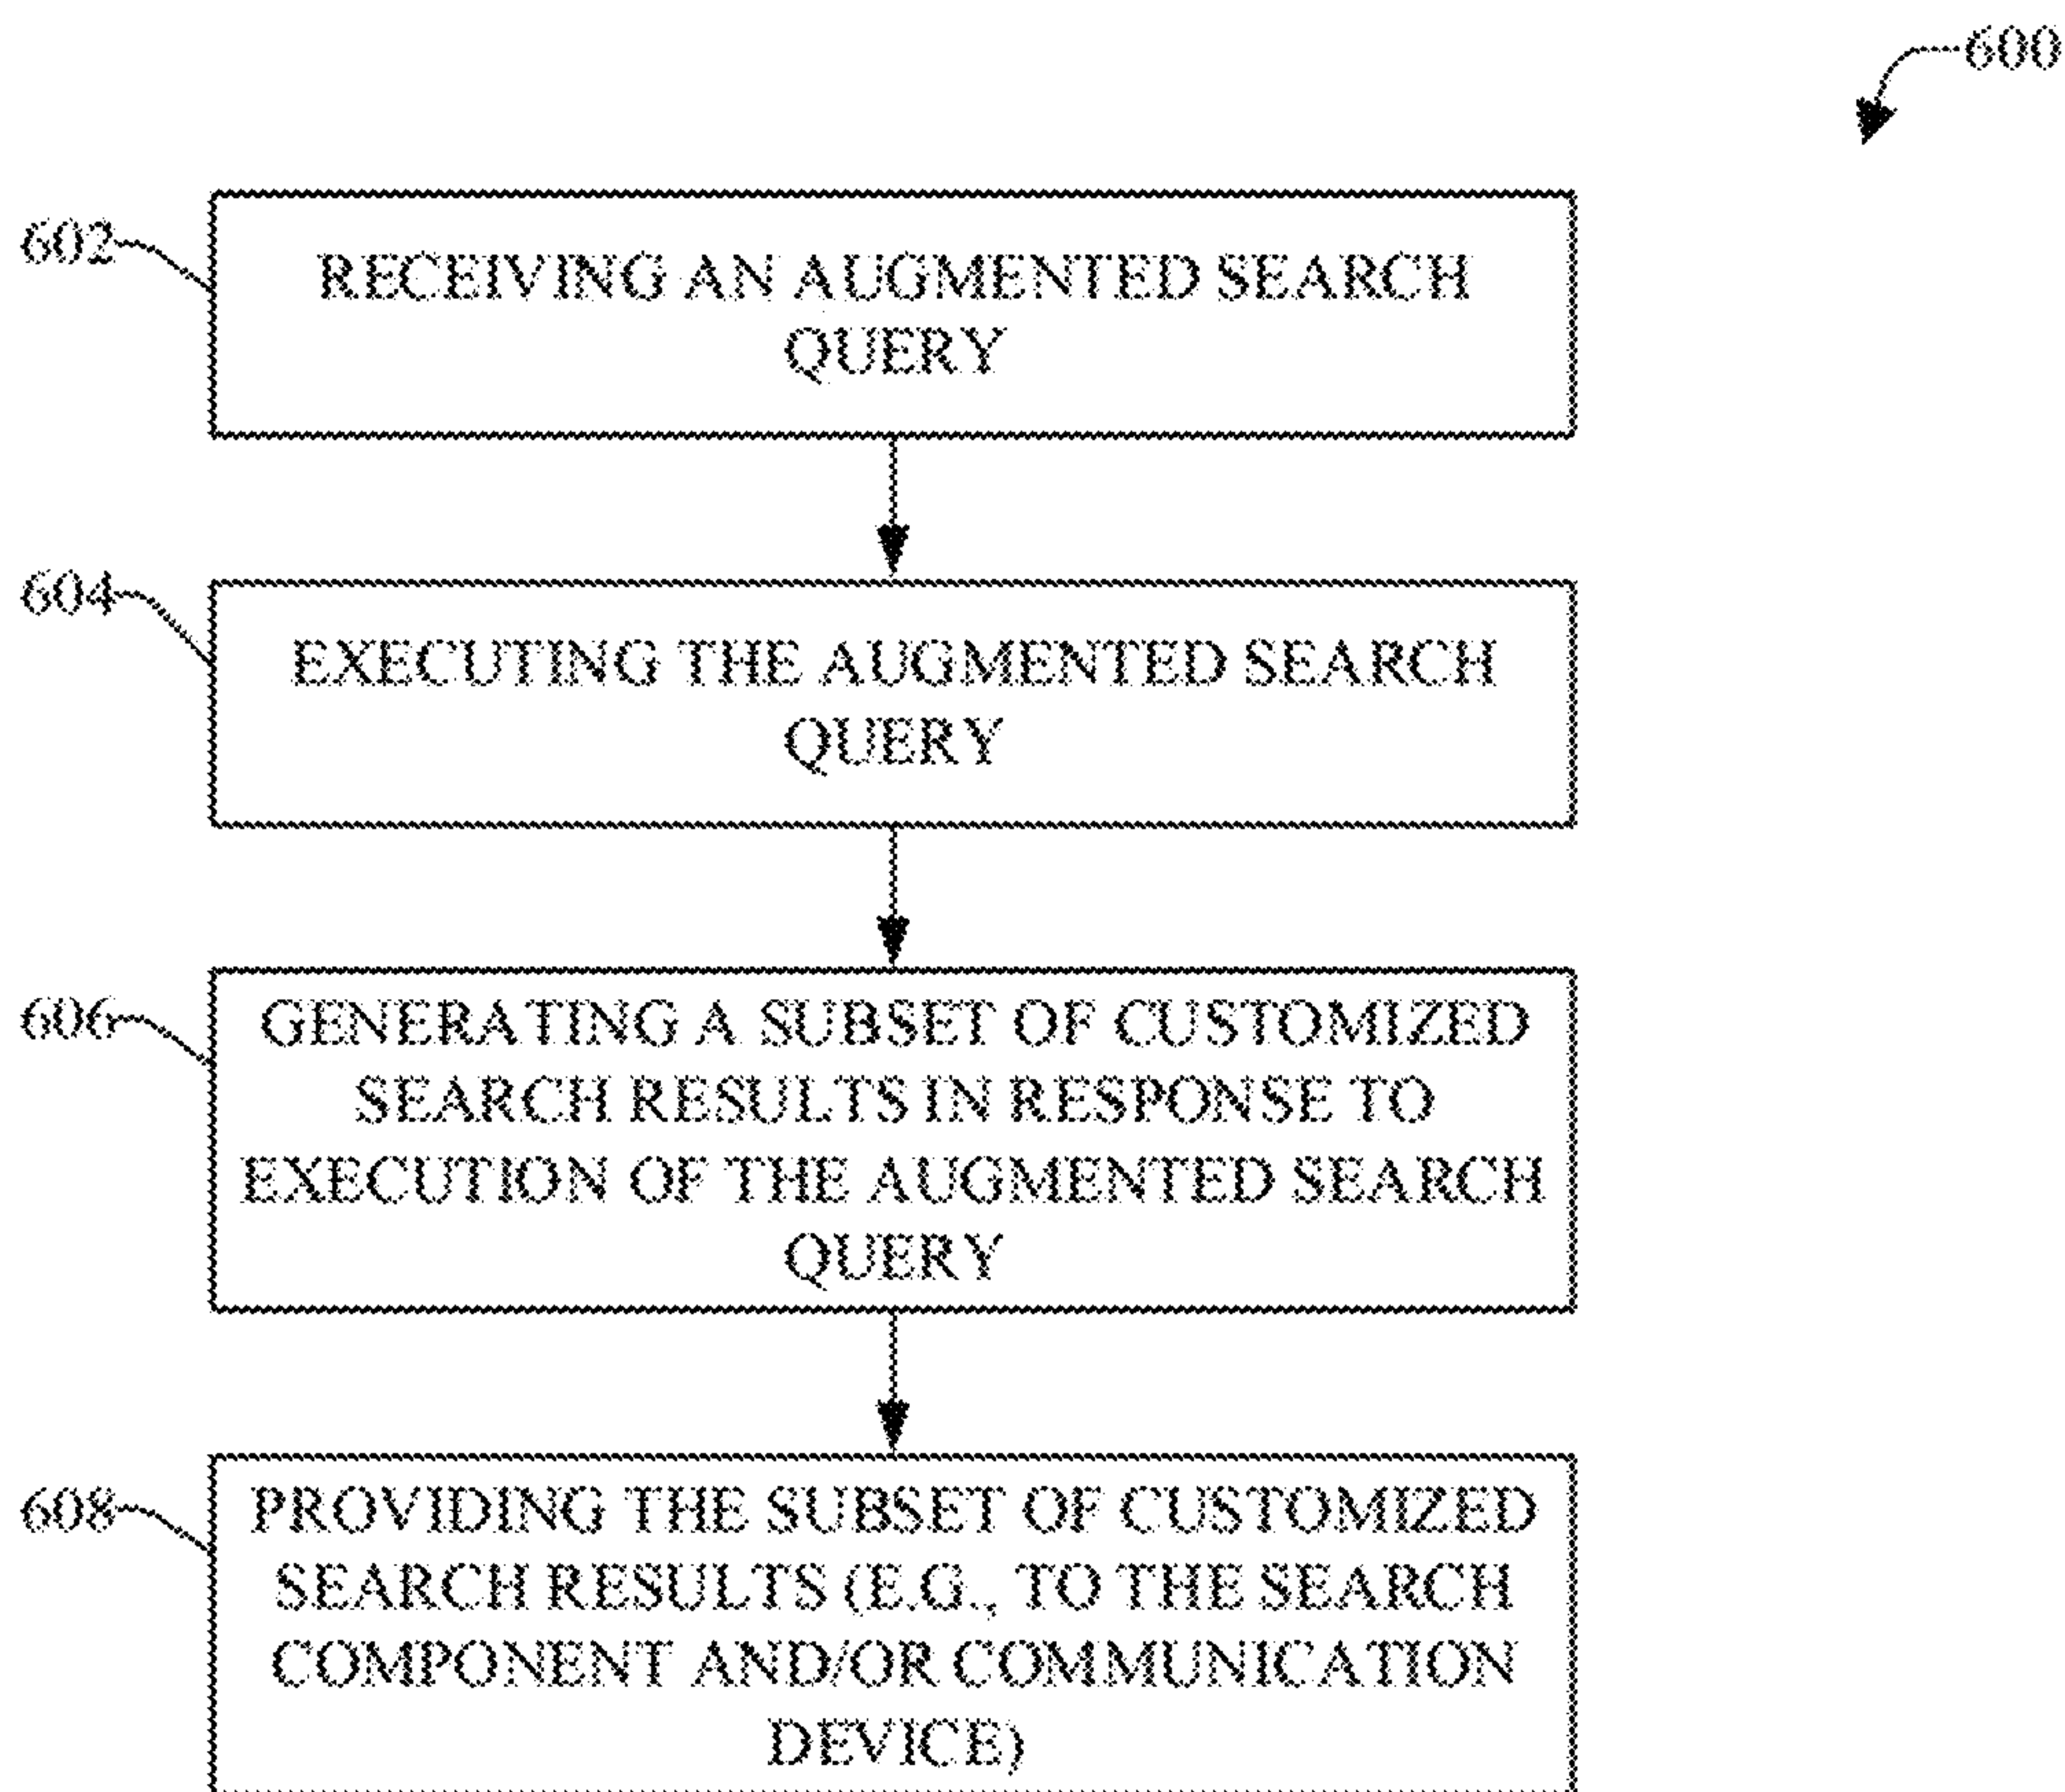 600
602
RECEIVING AN AUGMENTED SEARCH
QUERY
604
EXECUTING THE AUGMENTED SEARCH
QUERY
606
GENERATING A SUBSET OF CUSTOMIZED
SEARCH RESULTS IN RESPONSE TO
EXECUTION OF THE AUGMENTED SEARCH
QUERY
608
PROVIDING THE SUBSET OF CUSTOMIZED
SEARCH RESULTS (E.G., TO THE SEARCH
COMPONENT AND/OR COMMUNICATION
DEVICE)